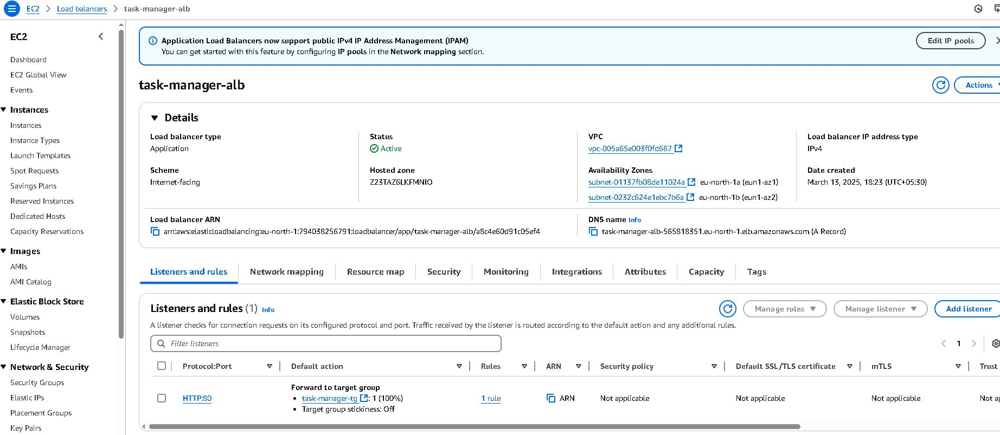 EC2 > Load balancers > task-manager-alb
EC2
Dashboard
EC2 Global View
Events
Instances
Instances
Instance Types
Launch Templates
Spot Requests
Savings Plans
Reserved Instances
Dedicated Hosts
Capacity Reservations
Images
AMIs
AMI Catalog
Elastic Block Store
Volumes
Snapshots
Lifecycle Manager
Network & Security
Security Groups
Elastic IPs
Placement Groups
Key Pairs
Application Load Balancers now support public IPv4 IP Address Management (IPAM)
You can get started with this feature by configuring IP pools in the Network mapping section.
Edit IP pools
task-manager-alb
Actions
Details
Load balancer type
Application
Status
Active
VPC
vpc-005a65e003f0fd667
Load balancer IP address type
IPv4
Scheme
Internet-facing
Hosted zone
Z23TAZ6LKFMNIO
Availability Zones
subnet-01137fb08de11024a eu-north-1a (eun1-az1)
subnet-0232c624e1ebc7b6a eu-north-1b (eun1-az2)
Date created
March 13, 2025, 18:23 (UTC+05:30)
Load balancer ARN
arn:aws:elasticloadbalancing:eu-north-1:794038256791:loadbalancer/app/task-manager-alb/a8c4e60d91c05ef4
DNS name Info
task-manager-alb-565818351.eu-north-1.elb.amazonaws.com (A Record)
Listeners and rules Network mapping Resource map Security Monitoring Integrations Attributes Capacity Tags
Listeners and rules (1) Info
Manage rules Manage listener Add listener
A listener checks for connection requests on its configured protocol and port. Traffic received by the listener is routed according to the default action and any additional rules.
Filter listeners
1
Protocol:Port Default action Rules ARN Security policy Default SSL/TLS certificate mTLS Trust
HTTP:80
Forward to target group
• task-manager-tg : 1 (100%)
• Target group stickiness: Off
1 rule
ARN
Not applicable
Not applicable
Not applicable
Not ap